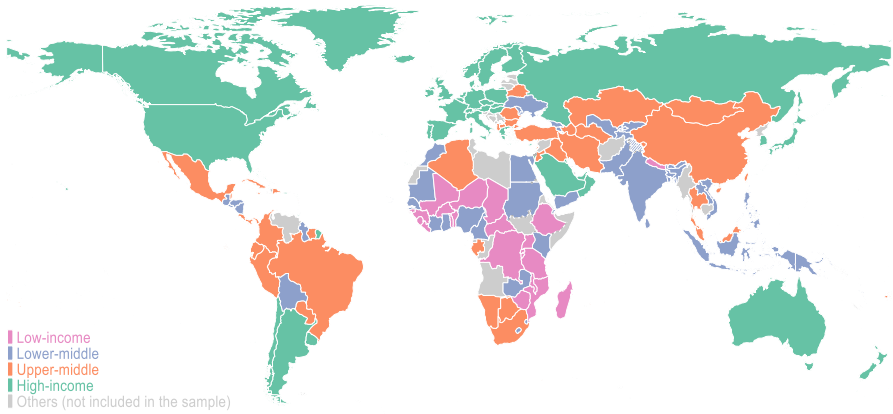 Low-income
Lower-middle
Upper-middle
High-income
Others (not included in the sample)